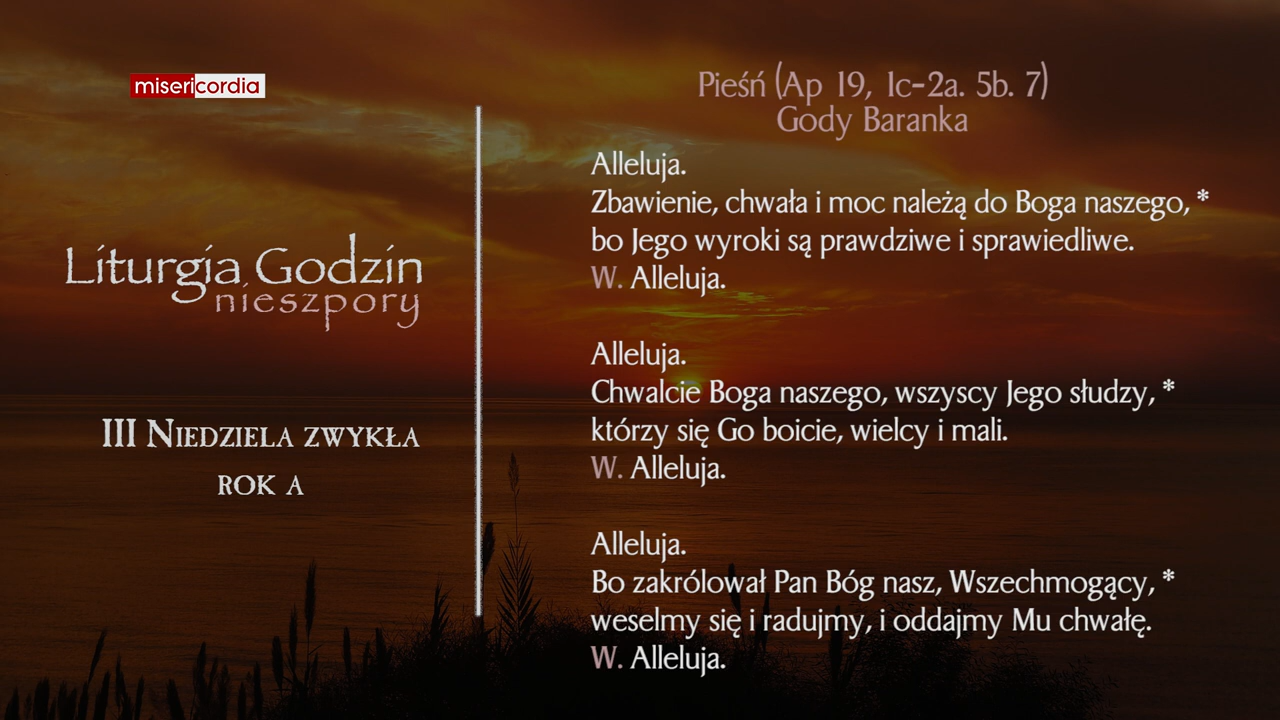 misericordia
Liturgia Godzin
nieszpory
III Niedziela zwykła
rok a
Pieśń (Ap 19, 1c-2a. 5b. 7)
Gody Baranka
Alleluja.
Zbawienie, chwała i moc należą do Boga naszego, *
bo Jego wyroki są prawdziwe i sprawiedliwe.
W. Alleluja.
Alleluja.
Chwalcie Boga naszego, wszyscy Jego słudzy, *
którzy się Go boicie, wielcy i mali.
W. Alleluja.
Alleluja.
Bo zakrólował Pan Bóg nasz, Wszechmogący, *
weselmy się i radujmy, i oddajmy Mu chwałę.
W. Alleluja.